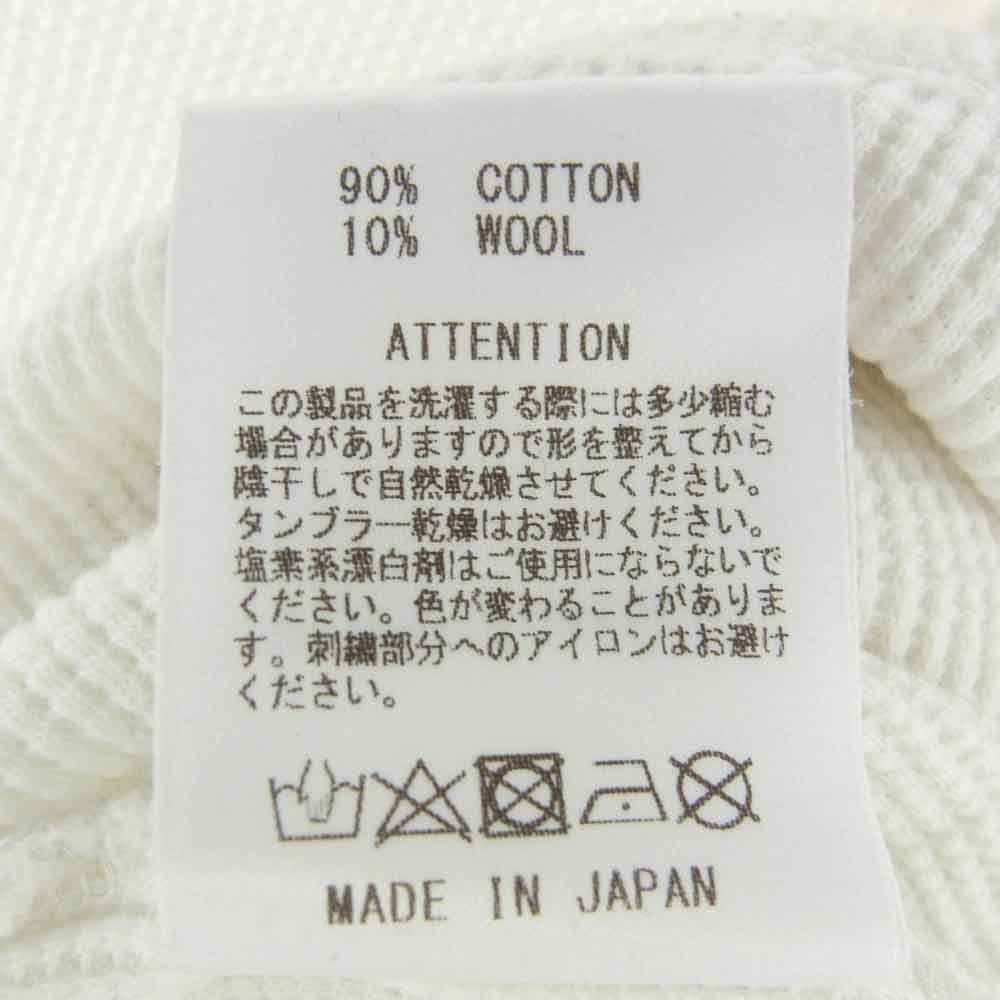 90% COTTON
10% WOOL
ATTENTION
この製品を洗濯する際には多少縮む
場合がありますので形を整えてから
陰干しで自然乾燥させてください。
タンブラー乾燥はお避けください。
塩素系漂白剤はご使用にならないで
ください。色が変わることがありま
す。刺繍部分へのアイロンはお避け
ください。
MADE IN JAPAN